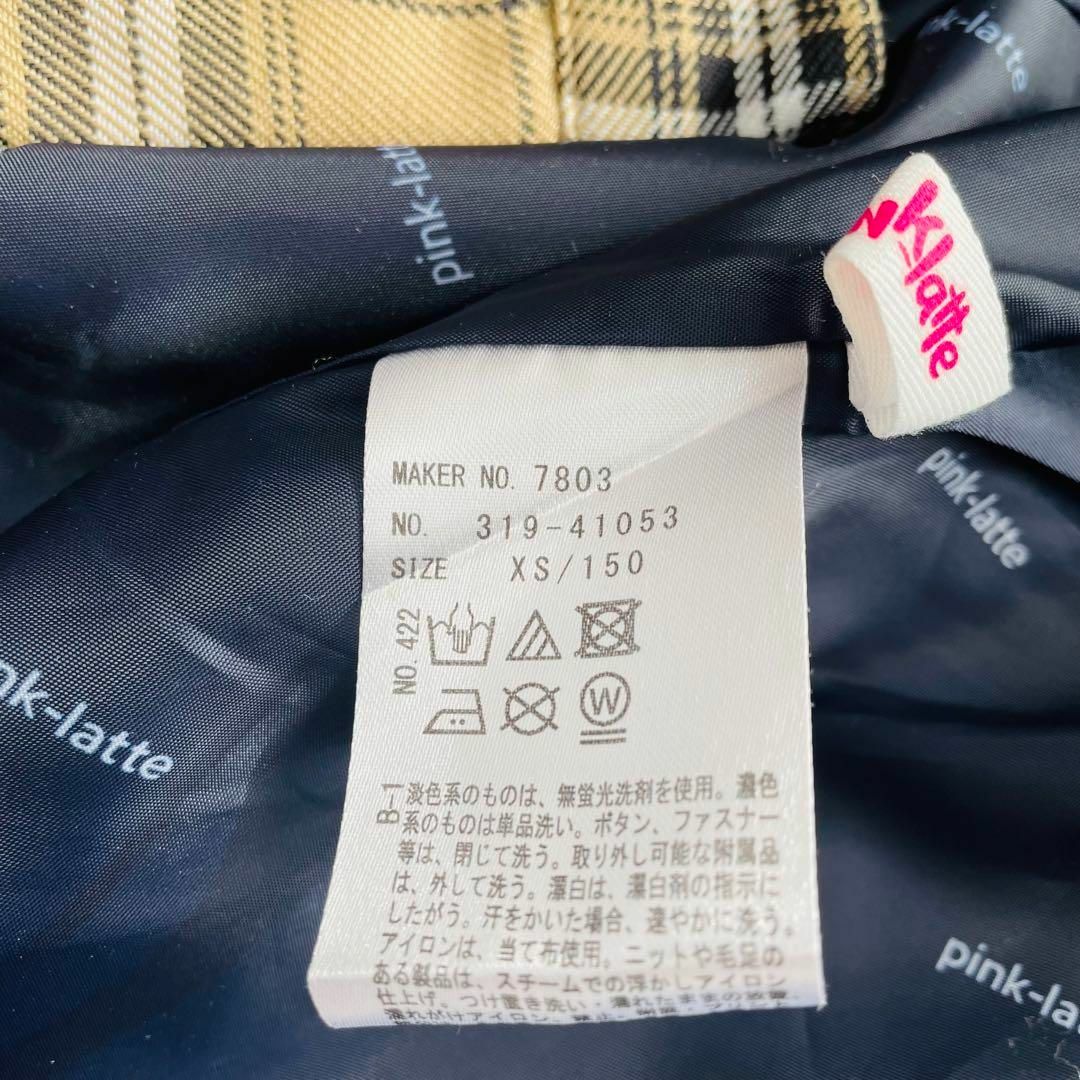 pink-latte
pink-lat
Klatte
pink-latte
nk-latte
pink-la
MAKER NO. 7803
NO. 319-41053
SIZE XS/150
NO. 422
W
B-1
淡色系のものは、無蛍光洗剤を使用。濃色
系のものは単品洗い。ボタン、ファスナー
等は、閉じて洗う。取り外し可能な附属品
は、外して洗う。漂白は、漂白剤の指示に
したがう。汗をかいた場合、速やかに洗う。
アイロンは、当て布使用。ニットや毛足の
ある製品は、スチームでの浮かしアイロン
仕上げ。つけ置き洗い・濡れたままの放置、